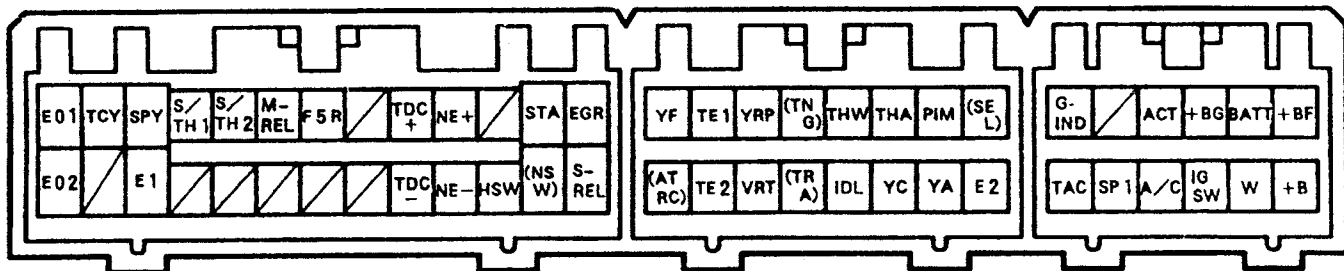 E01 TCY SPY S/TH1 S/TH2 M-REL F5R TDC+ NE+ STA EGR
E02 E1 TDC- NE- HSW (NSW) S-REL
YF TE1 YRP (TNG) THW THA PIM (SEL)
(ATRC) TE2 VRT (TRA) IDL YC YA E2
G-IND ACT +BG BATT +BF
TAC SP1 A/C IGSW W +B